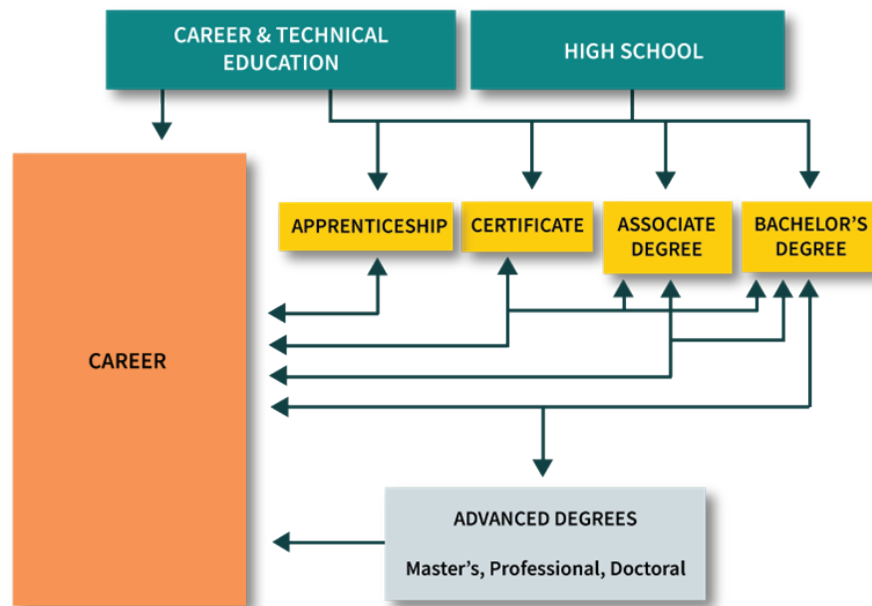 CAREER & TECHNICAL
EDUCATION
HIGH SCHOOL
APPRENTICESHIP
CERTIFICATE
ASSOCIATE
DEGREE
BACHELOR’S
DEGREE
CAREER
ADVANCED DEGREES
Master’s, Professional, Doctoral